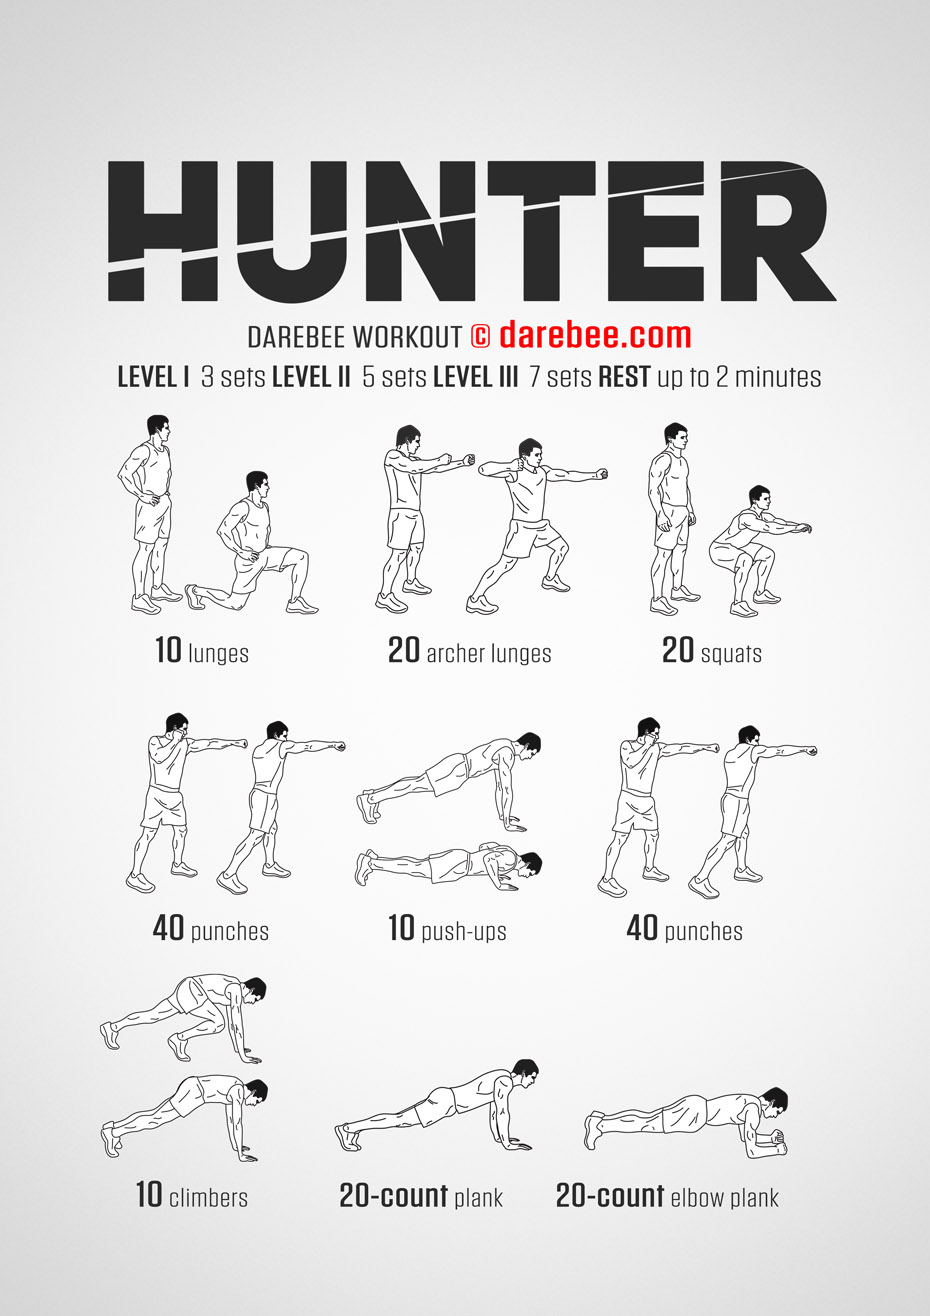 HUNTER
DAREBEE WORKOUT © darebee.com
LEVEL I 3 sets LEVEL II 5 sets LEVEL III 7 sets REST up to 2 minutes
10 lunges
20 archer lunges
20 squats
40 punches
10 push-ups
40 punches
10 climbers
20-count plank
20-count elbow plank